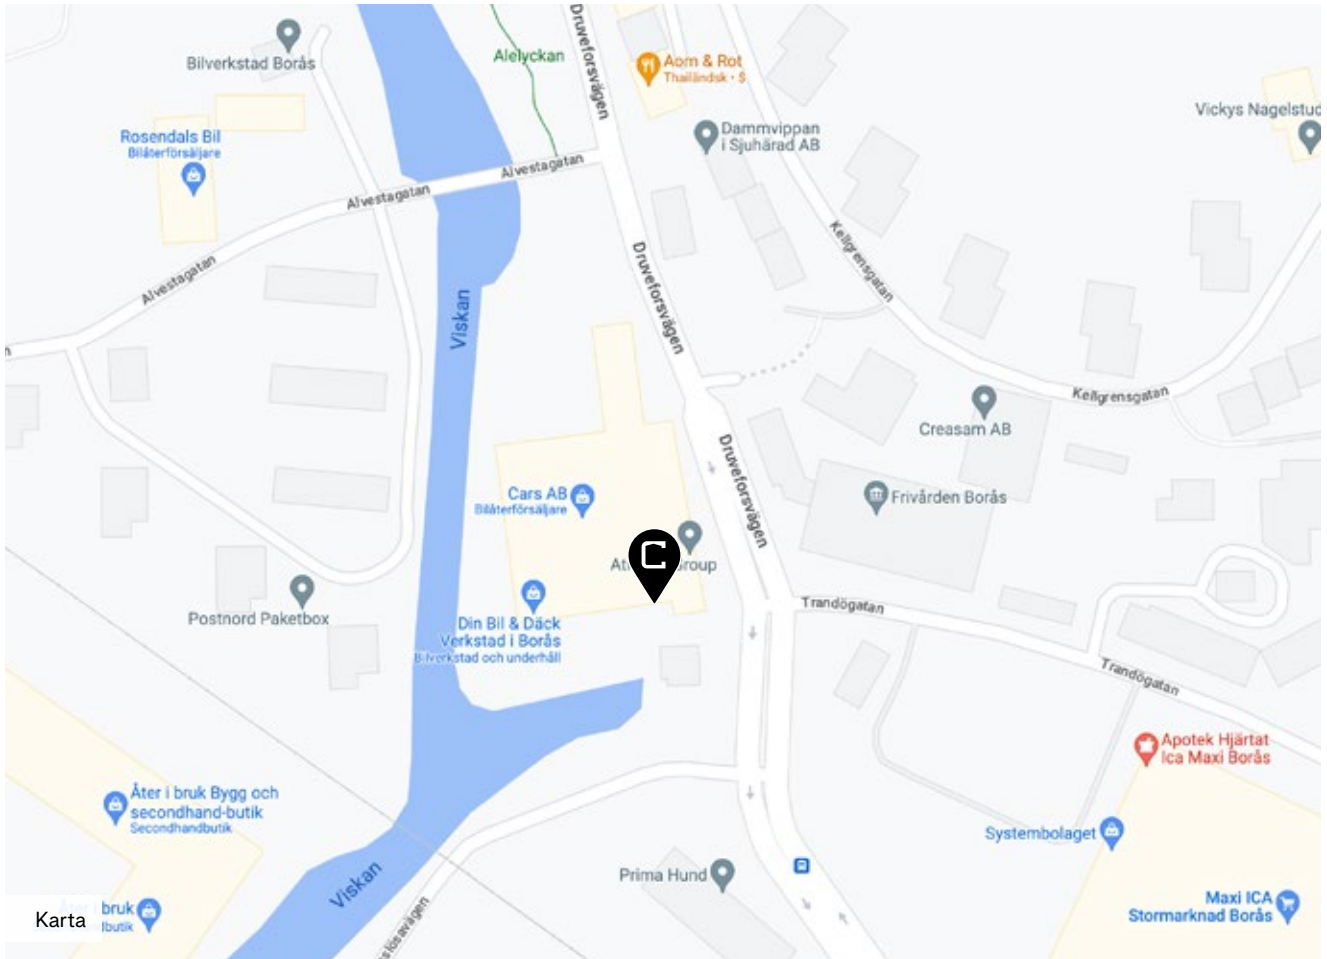 Druveforsvägen
Alelyckan
Aom & Rot
Thailändsk · $
Bilverkstad Borås
Vickys Nagelstud
Dammvippan
i Sjuhärad AB
Rosendals Bil
Bilåterförsäljare
Alvestagatan
Alvestagatan
Alvestagatan
Kellgrensgatan
Druveforsvägen
Viskan
Kellgrensgatan
Creasam AB
Druveforsvägen
Cars AB
Bilåterförsäljare
Frivården Borås
C
Trandögatan
Postnord Paketbox
Din Bil & Däck
Verkstad i Borås
Bilverkstad och underhåll
Trandögatan
Apotek Hjärtat
Ica Maxi Borås
Åter i bruk Bygg och
secondhand-butik
Secondhandbutik
Systembolaget
Viskan
Prima Hund
Maxi ICA
Stormarknad Borås
bruk
Karta